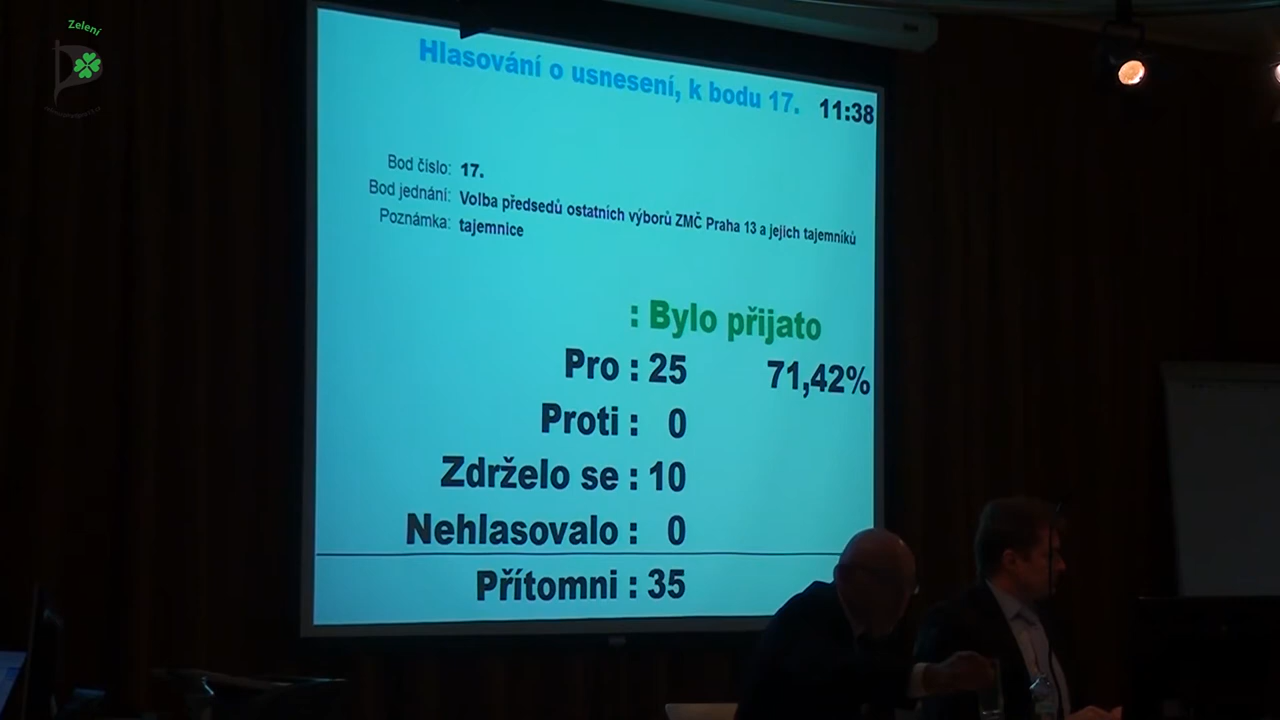 Zelení
Hlasování o usnesení, k bodu 17. 11:38
Bod číslo: 17.
Bod jednání: Volba předsedů ostatních výborů ZMČ Praha 13 a jejich tajemníků
Poznámka: tajemnice
: Bylo přijato
Pro : 25 71,42%
Proti : 0
Zdrželo se : 10
Nehlasovalo : 0
Přítomni : 35